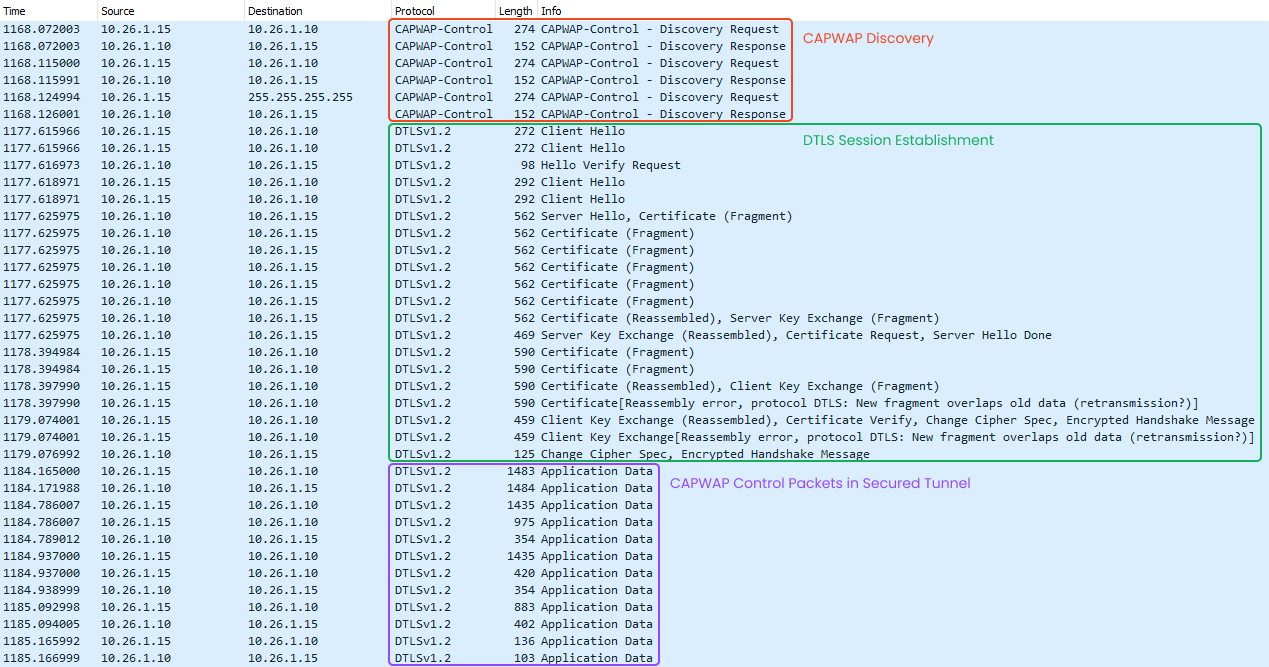 Time Source Destination Protocol Length Info
1168.072003 10.26.1.15 10.26.1.10 CAPWAP-Control 274 CAPWAP-Control - Discovery Request
CAPWAP Discovery
1168.072003 10.26.1.10 10.26.1.15 CAPWAP-Control 152 CAPWAP-Control - Discovery Response
1168.115000 10.26.1.15 10.26.1.10 CAPWAP-Control 274 CAPWAP-Control - Discovery Request
1168.115991 10.26.1.10 10.26.1.15 CAPWAP-Control 152 CAPWAP-Control - Discovery Response
1168.124994 10.26.1.15 255.255.255.255 CAPWAP-Control 274 CAPWAP-Control - Discovery Request
1168.126001 10.26.1.10 10.26.1.15 CAPWAP-Control 152 CAPWAP-Control - Discovery Response
1177.615966 10.26.1.15 10.26.1.10 DTLSv1.2 272 Client Hello
DTLS Session Establishment
1177.615966 10.26.1.15 10.26.1.10 DTLSv1.2 272 Client Hello
1177.616973 10.26.1.10 10.26.1.15 DTLSv1.2 98 Hello Verify Request
1177.618971 10.26.1.15 10.26.1.10 DTLSv1.2 292 Client Hello
1177.618971 10.26.1.15 10.26.1.10 DTLSv1.2 292 Client Hello
1177.625975 10.26.1.10 10.26.1.15 DTLSv1.2 562 Server Hello, Certificate (Fragment)
1177.625975 10.26.1.10 10.26.1.15 DTLSv1.2 562 Certificate (Fragment)
1177.625975 10.26.1.10 10.26.1.15 DTLSv1.2 562 Certificate (Fragment)
1177.625975 10.26.1.10 10.26.1.15 DTLSv1.2 562 Certificate (Fragment)
1177.625975 10.26.1.10 10.26.1.15 DTLSv1.2 562 Certificate (Fragment)
1177.625975 10.26.1.10 10.26.1.15 DTLSv1.2 562 Certificate (Fragment)
1177.625975 10.26.1.10 10.26.1.15 DTLSv1.2 562 Certificate (Reassembled), Server Key Exchange (Fragment)
1177.625975 10.26.1.10 10.26.1.15 DTLSv1.2 469 Server Key Exchange (Reassembled), Certificate Request, Server Hello Done
1178.394984 10.26.1.15 10.26.1.10 DTLSv1.2 590 Certificate (Fragment)
1178.394984 10.26.1.15 10.26.1.10 DTLSv1.2 590 Certificate (Fragment)
1178.397990 10.26.1.15 10.26.1.10 DTLSv1.2 590 Certificate (Reassembled), Client Key Exchange (Fragment)
1178.397990 10.26.1.15 10.26.1.10 DTLSv1.2 590 Certificate[Reassembly error, protocol DTLS: New fragment overlaps old data (retransmission?)]
1179.074001 10.26.1.15 10.26.1.10 DTLSv1.2 459 Client Key Exchange (Reassembled), Certificate Verify, Change Cipher Spec, Encrypted Handshake Message
1179.074001 10.26.1.15 10.26.1.10 DTLSv1.2 459 Client Key Exchange[Reassembly error, protocol DTLS: New fragment overlaps old data (retransmission?)]
1179.076992 10.26.1.10 10.26.1.15 DTLSv1.2 125 Change Cipher Spec, Encrypted Handshake Message
1184.165000 10.26.1.15 10.26.1.10 DTLSv1.2 1483 Application Data
CAPWAP Control Packets in Secured Tunnel
1184.171988 10.26.1.10 10.26.1.15 DTLSv1.2 1484 Application Data
1184.786007 10.26.1.15 10.26.1.10 DTLSv1.2 1435 Application Data
1184.786007 10.26.1.15 10.26.1.10 DTLSv1.2 975 Application Data
1184.789012 10.26.1.10 10.26.1.15 DTLSv1.2 354 Application Data
1184.937000 10.26.1.15 10.26.1.10 DTLSv1.2 1435 Application Data
1184.937000 10.26.1.15 10.26.1.10 DTLSv1.2 420 Application Data
1184.938999 10.26.1.10 10.26.1.15 DTLSv1.2 354 Application Data
1185.092998 10.26.1.15 10.26.1.10 DTLSv1.2 883 Application Data
1185.094005 10.26.1.10 10.26.1.15 DTLSv1.2 402 Application Data
1185.165992 10.26.1.15 10.26.1.10 DTLSv1.2 136 Application Data
1185.166999 10.26.1.10 10.26.1.15 DTLSv1.2 103 Application Data